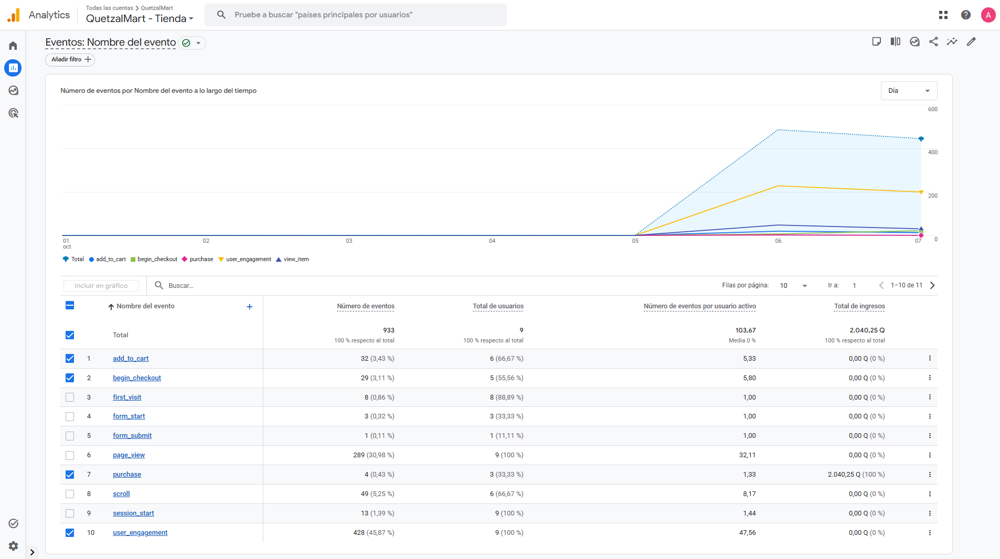 Analytics
Todas las cuentas > QuetzalMart
QuetzalMart - Tienda
Pruebe a buscar "países principales por usuarios"
A
Eventos: Nombre del evento
Añadir filtro
Número de eventos por Nombre del evento a lo largo del tiempo
Día
600
400
200
0
01 02 03 04 05 06 07
oct
Total add_to_cart begin_checkout purchase user_engagement view_item
Incluir en gráfico Buscar... Filas por página: 10 Ir a: 1 1–10 de 11
Nombre del evento + Número de eventos Total de usuarios Número de eventos por usuario activo Total de ingresos
Total 933 9 103,67 2.040,25 Q
100 % respecto al total 100 % respecto al total Media 0 % 100 % respecto al total
1 add_to_cart 32 (3,43 %) 6 (66,67 %) 5,33 0,00 Q (0 %)
2 begin_checkout 29 (3,11 %) 5 (55,56 %) 5,80 0,00 Q (0 %)
3 first_visit 8 (0,86 %) 8 (88,89 %) 1,00 0,00 Q (0 %)
4 form_start 3 (0,32 %) 3 (33,33 %) 1,00 0,00 Q (0 %)
5 form_submit 1 (0,11 %) 1 (11,11 %) 1,00 0,00 Q (0 %)
6 page_view 289 (30,98 %) 9 (100 %) 32,11 0,00 Q (0 %)
7 purchase 4 (0,43 %) 3 (33,33 %) 1,33 2.040,25 Q (100 %)
8 scroll 49 (5,25 %) 6 (66,67 %) 8,17 0,00 Q (0 %)
9 session_start 13 (1,39 %) 9 (100 %) 1,44 0,00 Q (0 %)
10 user_engagement 428 (45,87 %) 9 (100 %) 47,56 0,00 Q (0 %)